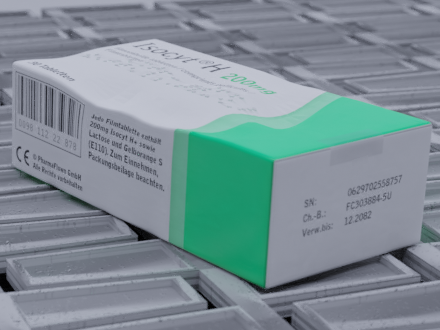 Isocyt® H 200mg
Jede Filmtablette enthält
200mg Isocyt H+ sowie
Lactose und Gelborange S
(E110). Zum Einnehmen,
Packungsbeilage beachten.
CE © PharmaFlown GmbH
Alle Rechte vorbehalten
SN: 0629702558757
Ch.-B.: FC303884-5U
Verw.bis: 12.2082